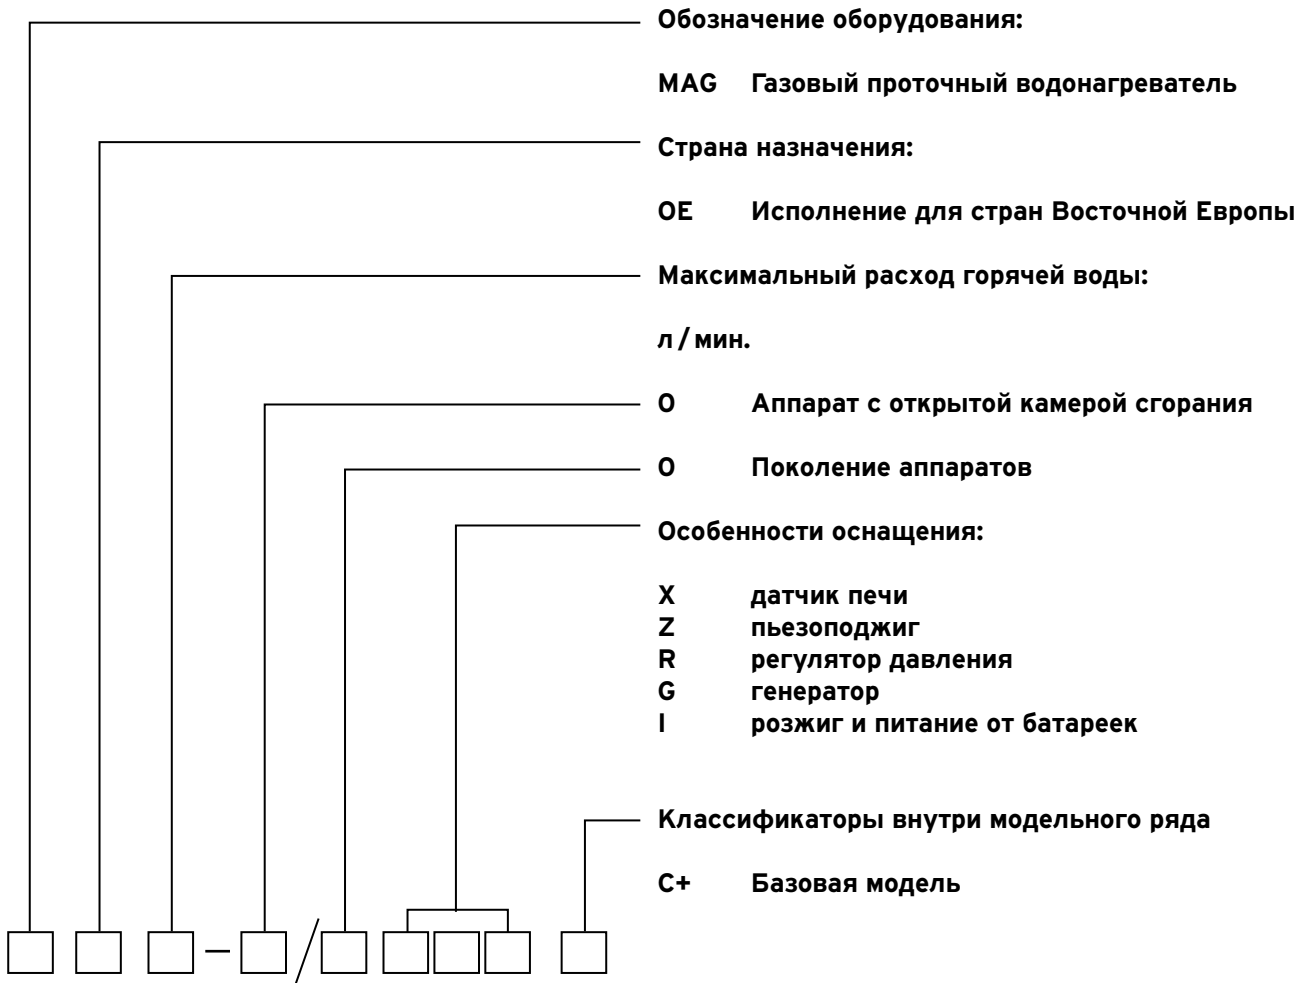 Обозначение оборудования:
MAG Газовый проточный водонагреватель
Страна назначения:
OE Исполнение для стран Восточной Европы
Максимальный расход горячей воды:
л / мин.
0 Аппарат с открытой камерой сгорания
0 Поколение аппаратов
Особенности оснащения:
X датчик печи
Z пьезоподжиг
R регулятор давления
G генератор
I розжиг и питание от батареек
Классификаторы внутри модельного ряда
C+ Базовая модель
– /